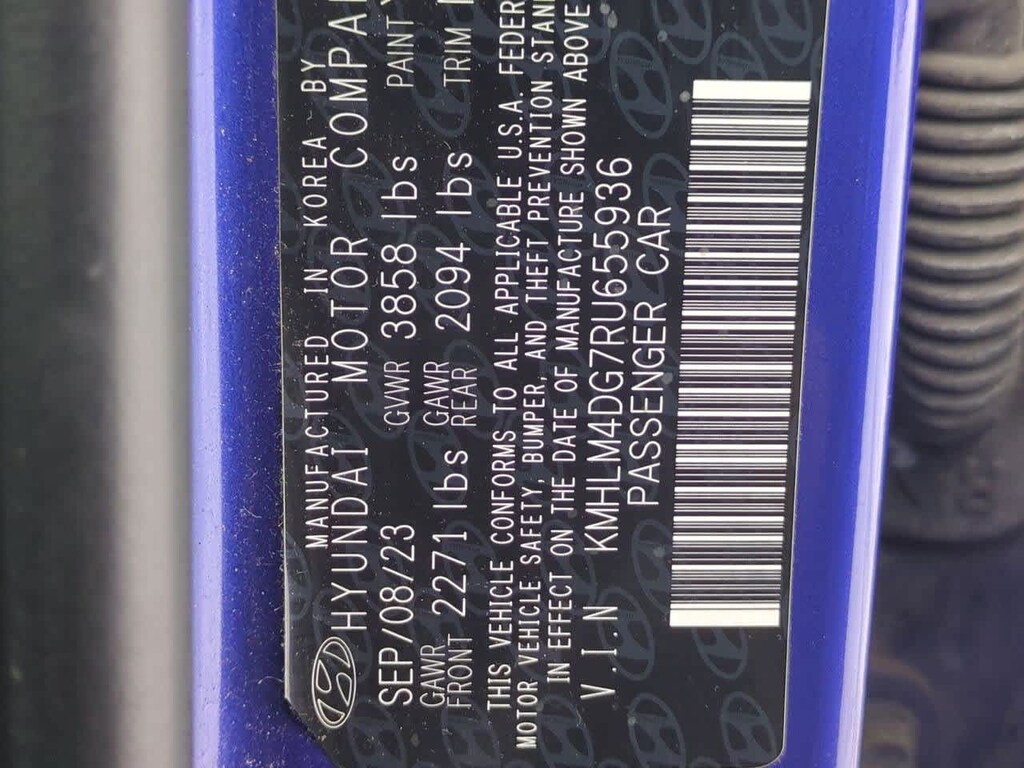 MANUFACTURED IN KOREA BY
HYUNDAI MOTOR COMPA
SEP/08/23 GVWR 3858 lbs PAINT
GAWR FRONT 2271 lbs GAWR REAR 2094 lbs TRIM
THIS VEHICLE CONFORMS TO ALL APPLICABLE U.S.A. FEDER
MOTOR VEHICLE SAFETY, BUMPER, AND THEFT PREVENTION STAN
IN EFFECT ON THE DATE OF MANUFACTURE SHOWN ABOVE
V.I.N KMHLM4DG7RU655936
PASSENGER CAR